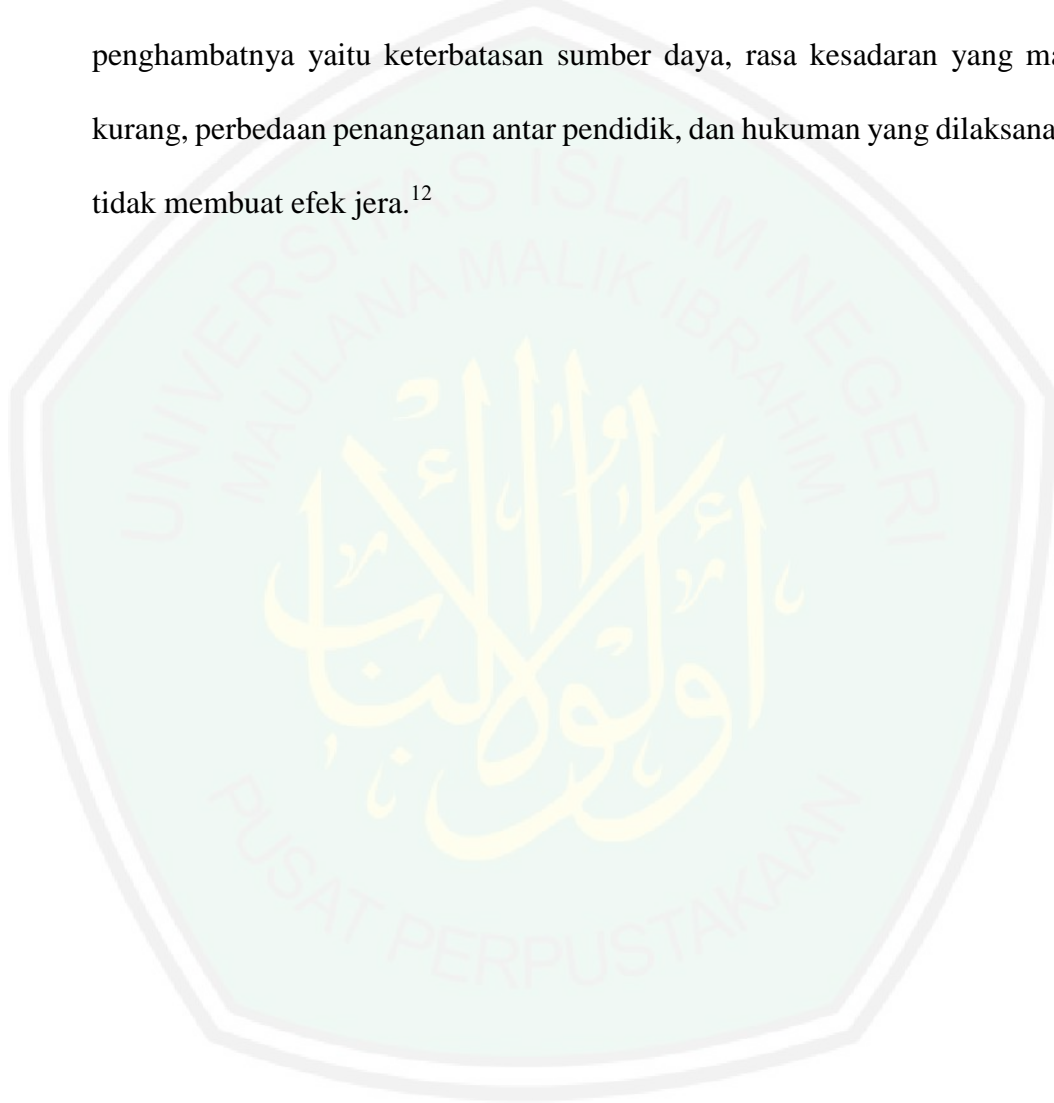 penghambatnya yaitu keterbatasan sumber daya, rasa kesadaran yang ma
kurang, perbedaan penanganan antar pendidik, dan hukuman yang dilaksana
tidak membuat efek jera.¹²
UNIVERSITAS ISLAM NEGERI
MAULANA MALIK IBRAHIM
PUSAT PERPUSTAKAAN